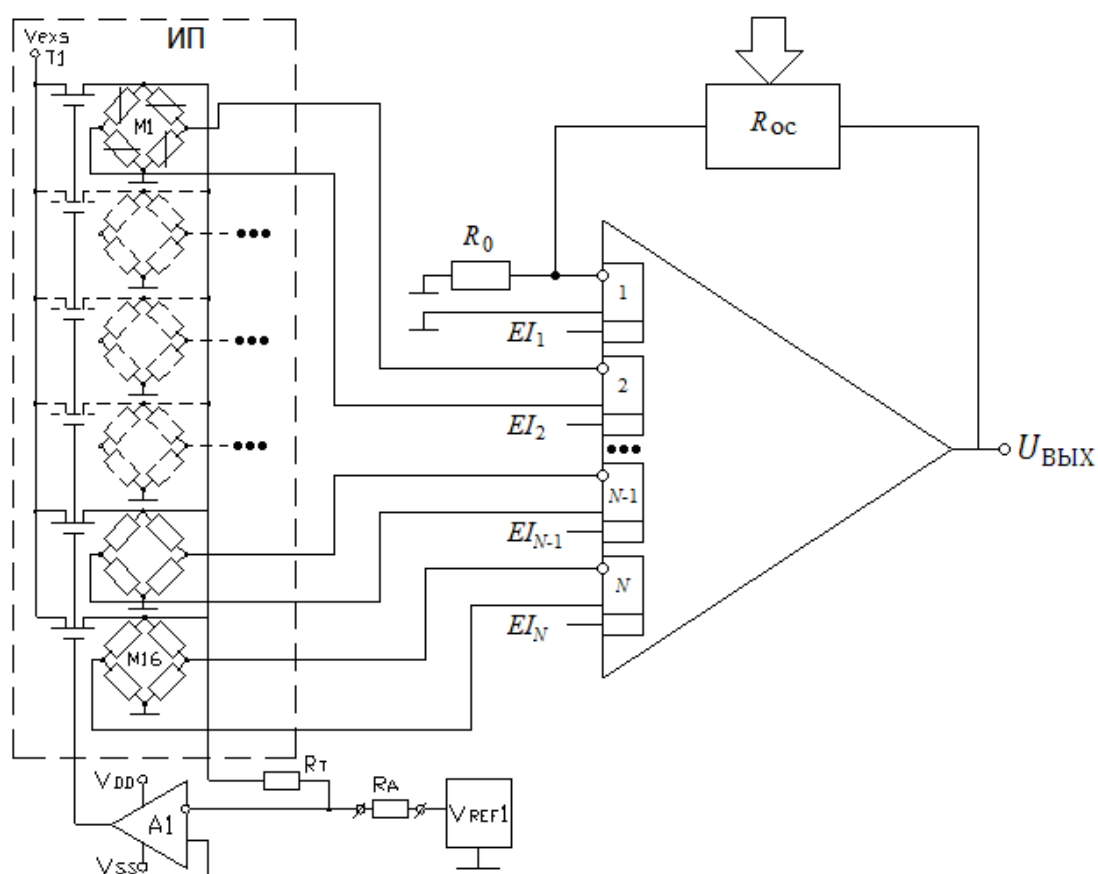 Vexs
ИП
T1
M1
Rос
R0
1
EI1
2
EI2
Uвых
N-1
EIN-1
N
EIN
M16
RT
VDD
RA
VREF1
A1
VSS